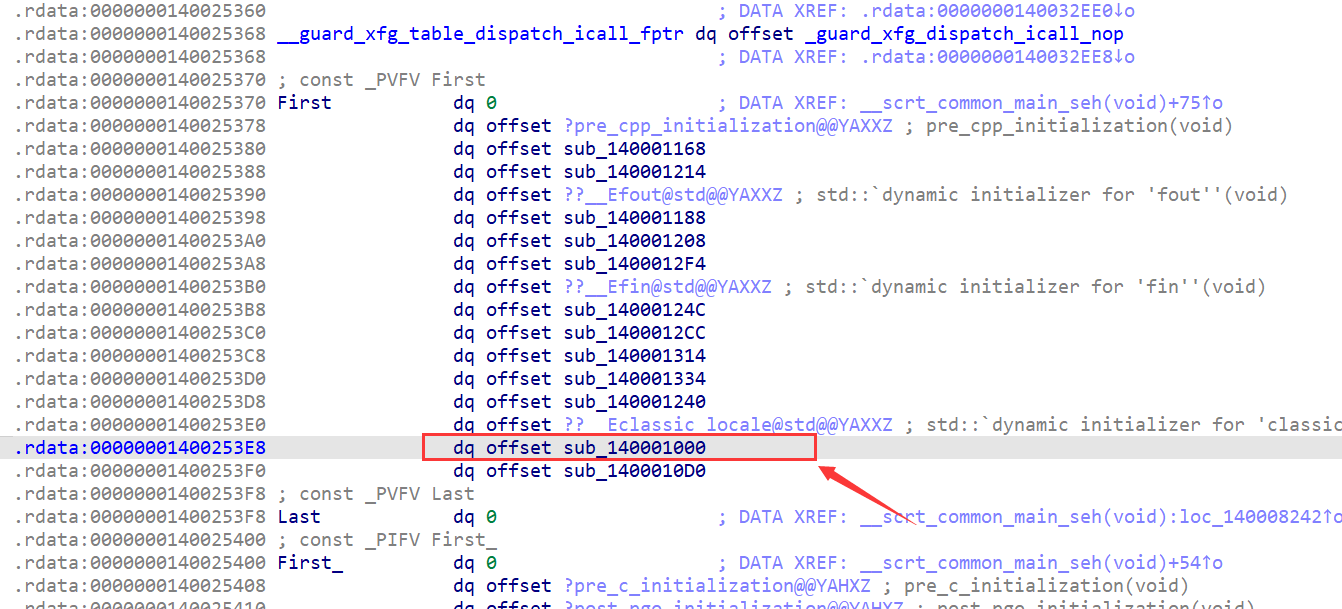 .rdata:0000000140025360 ; DATA XREF: .rdata:0000000140032EE0↓o
.rdata:0000000140025368 __guard_xfg_table_dispatch_icall_fptr dq offset _guard_xfg_dispatch_icall_nop
.rdata:0000000140025368 ; DATA XREF: .rdata:0000000140032EE8↓o
.rdata:0000000140025370 ; const _PVFV First
.rdata:0000000140025370 First dq 0 ; DATA XREF: __scrt_common_main_seh(void)+75↑o
.rdata:0000000140025378 dq offset ?pre_cpp_initialization@@YAXXZ ; pre_cpp_initialization(void)
.rdata:0000000140025380 dq offset sub_140001168
.rdata:0000000140025388 dq offset sub_140001214
.rdata:0000000140025390 dq offset ??__Efout@std@@YAXXZ ; std::`dynamic initializer for 'fout''(void)
.rdata:0000000140025398 dq offset sub_140001188
.rdata:00000001400253A0 dq offset sub_140001208
.rdata:00000001400253A8 dq offset sub_1400012F4
.rdata:00000001400253B0 dq offset ??__Efin@std@@YAXXZ ; std::`dynamic initializer for 'fin''(void)
.rdata:00000001400253B8 dq offset sub_14000124C
.rdata:00000001400253C0 dq offset sub_1400012CC
.rdata:00000001400253C8 dq offset sub_140001314
.rdata:00000001400253D0 dq offset sub_140001334
.rdata:00000001400253D8 dq offset sub_140001240
.rdata:00000001400253E0 dq offset ??__Eclassic_locale@std@@YAXXZ ; std::`dynamic initializer for 'classic
.rdata:00000001400253E8 dq offset sub_140001000
.rdata:00000001400253F0 dq offset sub_1400010D0
.rdata:00000001400253F8 ; const _PVFV Last
.rdata:00000001400253F8 Last dq 0 ; DATA XREF: __scrt_common_main_seh(void):loc_140008242↑o
.rdata:0000000140025400 ; const _PIFV First_
.rdata:0000000140025400 First_ dq 0 ; DATA XREF: __scrt_common_main_seh(void)+54↑o
.rdata:0000000140025408 dq offset ?pre_c_initialization@@YAHXZ ; pre_c_initialization(void)
.rdata:0000000140025410 dq offset ?post_pgo_initialization@@YAHXZ ; post_pgo_initialization(void)